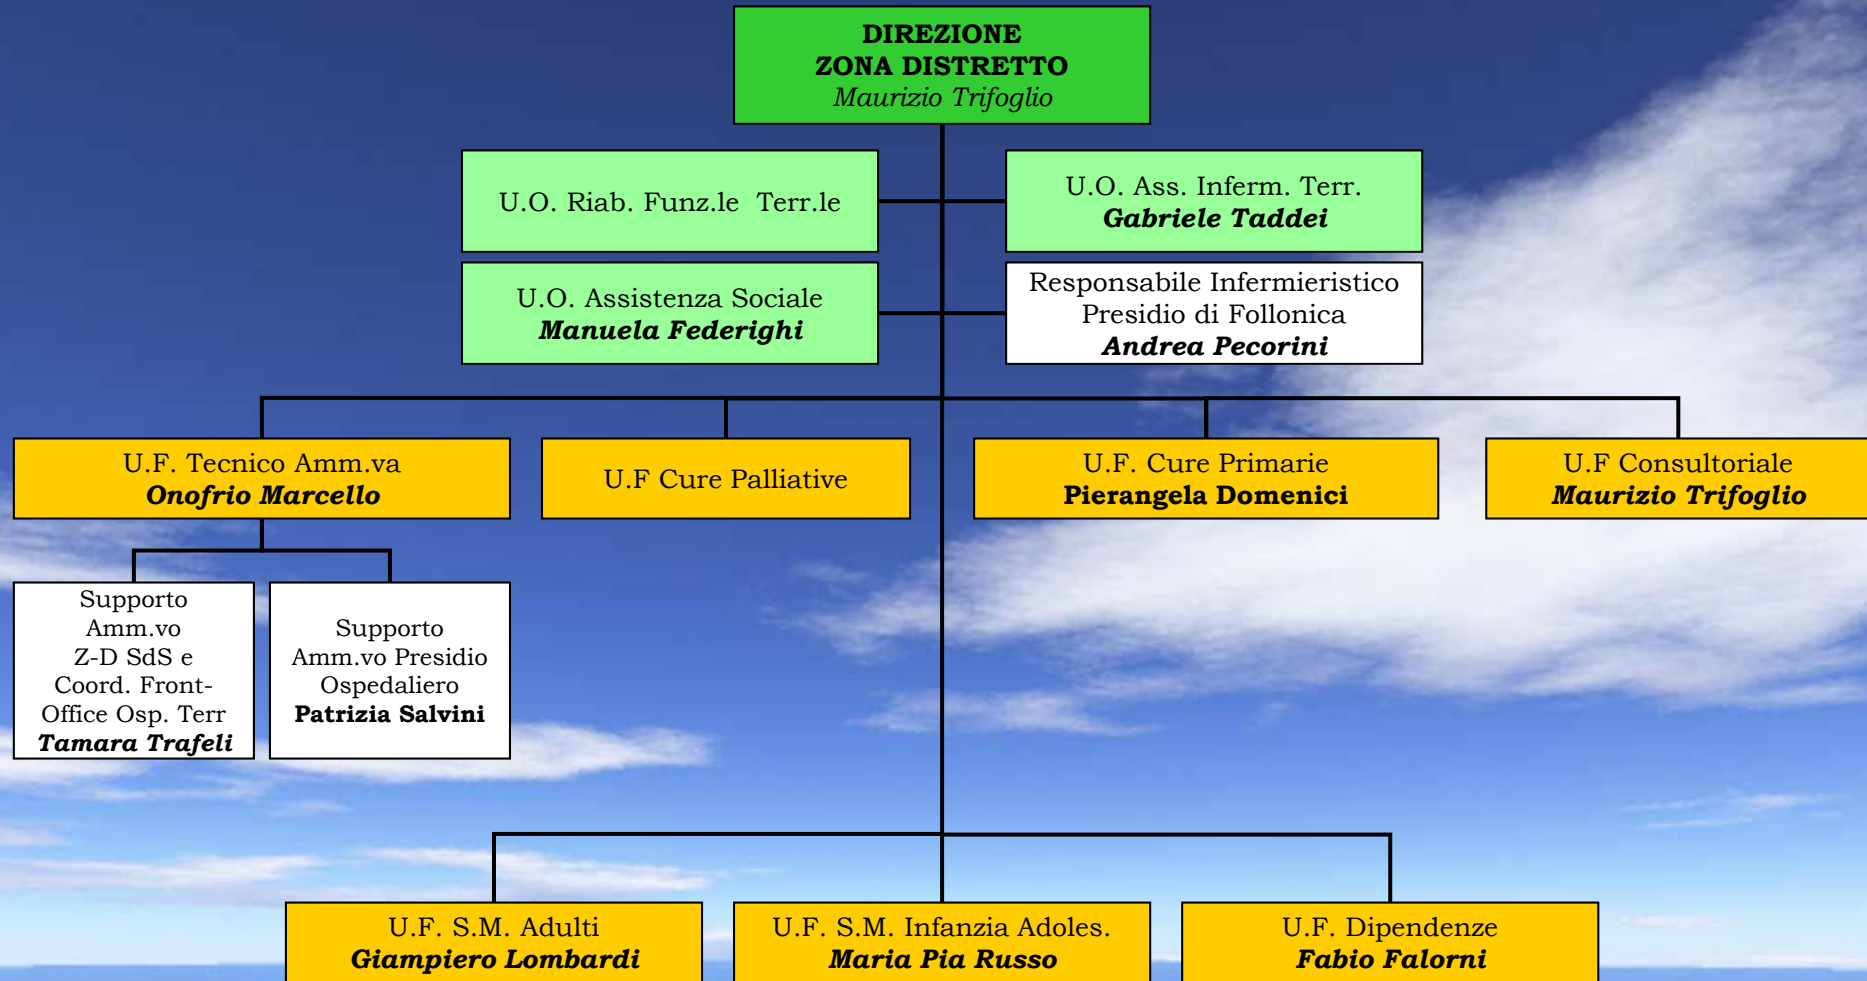 DIREZIONE
ZONA DISTRETTO
Maurizio Trifoglio
U.O. Riab. Funz.le Terr.le
U.O. Ass. Inferm. Terr.
Gabriele Taddei
U.O. Assistenza Sociale
Manuela Federighi
Responsabile Infermieristico
Presidio di Follonica
Andrea Pecorini
U.F. Tecnico Amm.va
Onofrio Marcello
U.F Cure Palliative
U.F. Cure Primarie
Pierangela Domenici
U.F Consultoriale
Maurizio Trifoglio
Supporto
Amm.vo
Z-D SdS e
Coord. Front-
Office Osp. Terr
Tamara Trafeli
Supporto
Amm.vo Presidio
Ospedaliero
Patrizia Salvini
U.F. S.M. Adulti
Giampiero Lombardi
U.F. S.M. Infanzia Adoles.
Maria Pia Russo
U.F. Dipendenze
Fabio Falorni